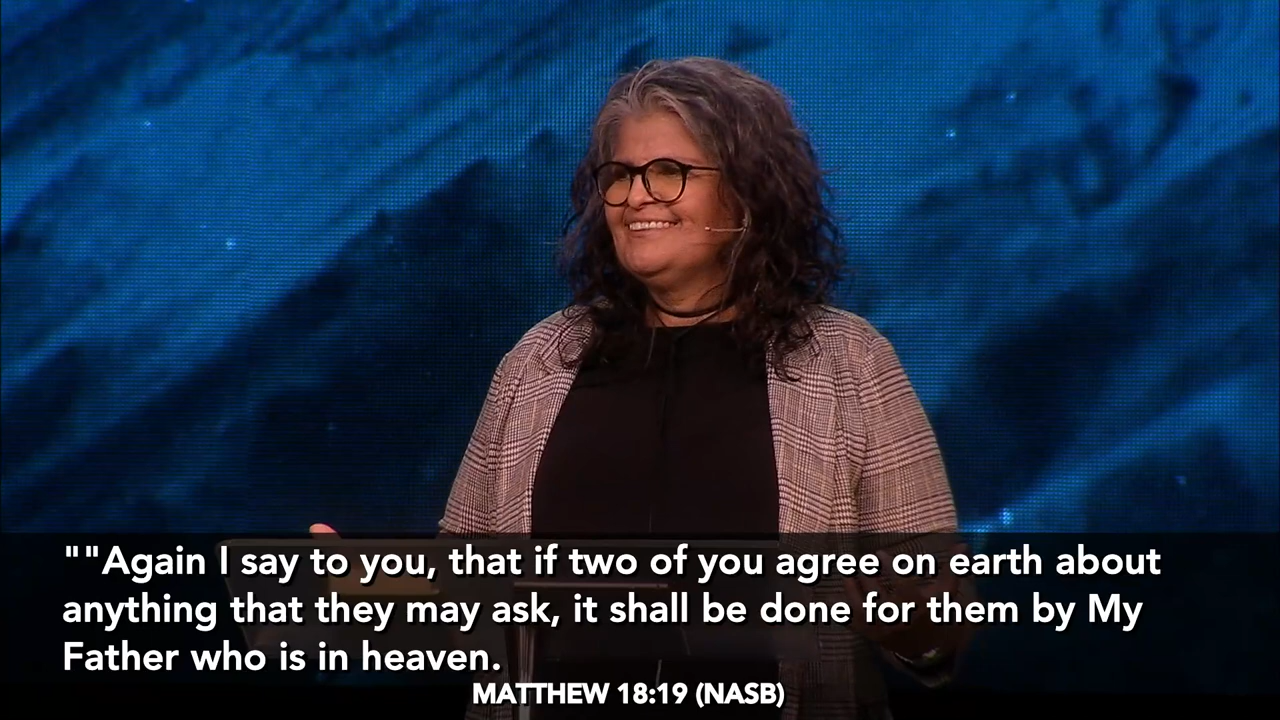 ""Again I say to you, that if two of you agree on earth about
anything that they may ask, it shall be done for them by My
Father who is in heaven.
MATTHEW 18:19 (NASB)